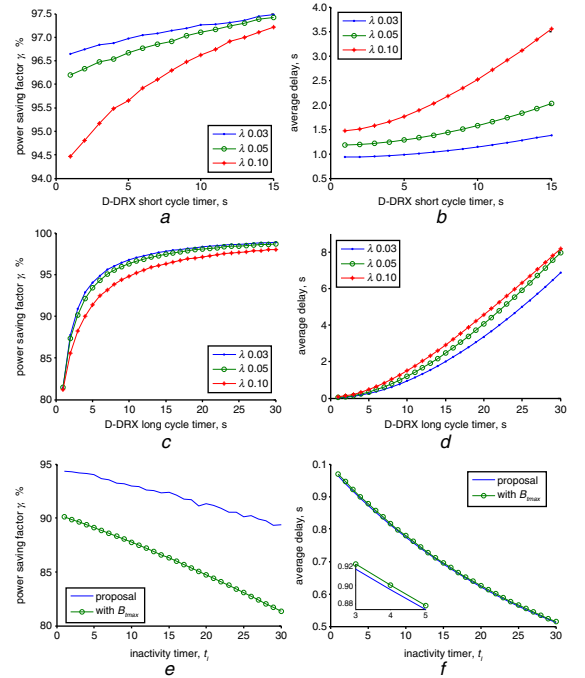 97.5
97.0
96.5
96.0
95.5
95.0
94.5
94.0
power saving factor γ, %
λ 0.03
λ 0.05
λ 0.10
0
5
10
15
D-DRX short cycle timer, s
a
4.0
3.5
3.0
2.5
2.0
1.5
1.0
0.5
average delay, s
λ 0.03
λ 0.05
λ 0.10
5
10
15
D-DRX short cycle timer, s
b
100
95
90
85
80
power saving factor γ, %
λ 0.03
λ 0.05
λ 0.10
0
5
10
15
20
25
30
D-DRX long cycle timer, s
c
8
6
4
2
0
average delay, s
λ 0.03
λ 0.05
λ 0.10
0
5
10
15
20
25
30
D-DRX long cycle timer, s
d
95
90
85
80
power saving factor γ, %
proposal
with Btmax
0
5
10
15
20
25
30
inactivity timer, ti
e
0.1
0.9
0.8
0.7
0.6
0.5
average delay, s
proposal
with Btmax
0.92
0.90
0.88
3
4
5
0
5
10
15
20
25
30
inactivity timer, ti
f